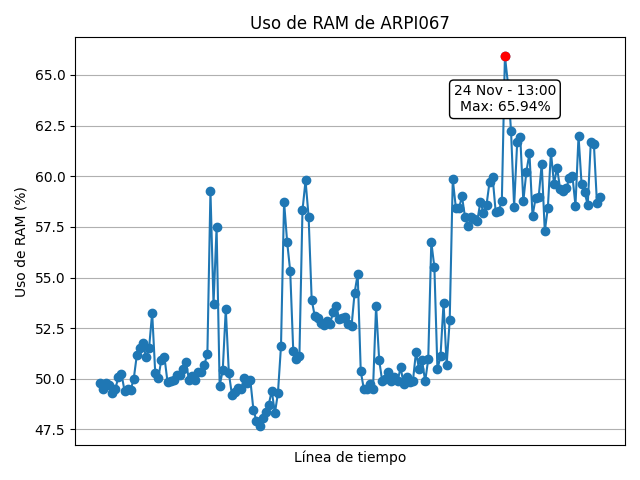 Uso de RAM de ARPI067
65.0
62.5
60.0
57.5
55.0
52.5
50.0
47.5
Uso de RAM (%)
24 Nov - 13:00
Max: 65.94%
Línea de tiempo